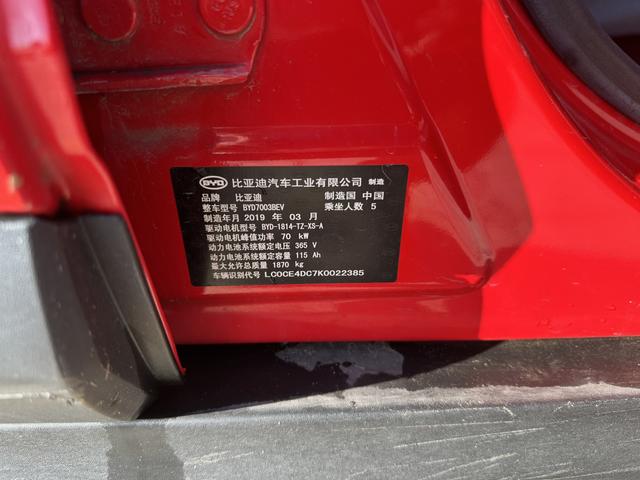 BYD 比亚迪汽车工业有限公司 制造
品牌 比亚迪 制造国 中国
整车型号 BYD7003BEV 乘坐人数 5
制造年月 2019 年 03 月
驱动电机型号 BYD-1814-TZ-XS-A
驱动电机峰值功率 70 kW
动力电池系统额定电压 365 V
动力电池系统额定容量 115 Ah
最大允许总质量 1870 kg
车辆识别代号 LC0CE4DC7K0022385